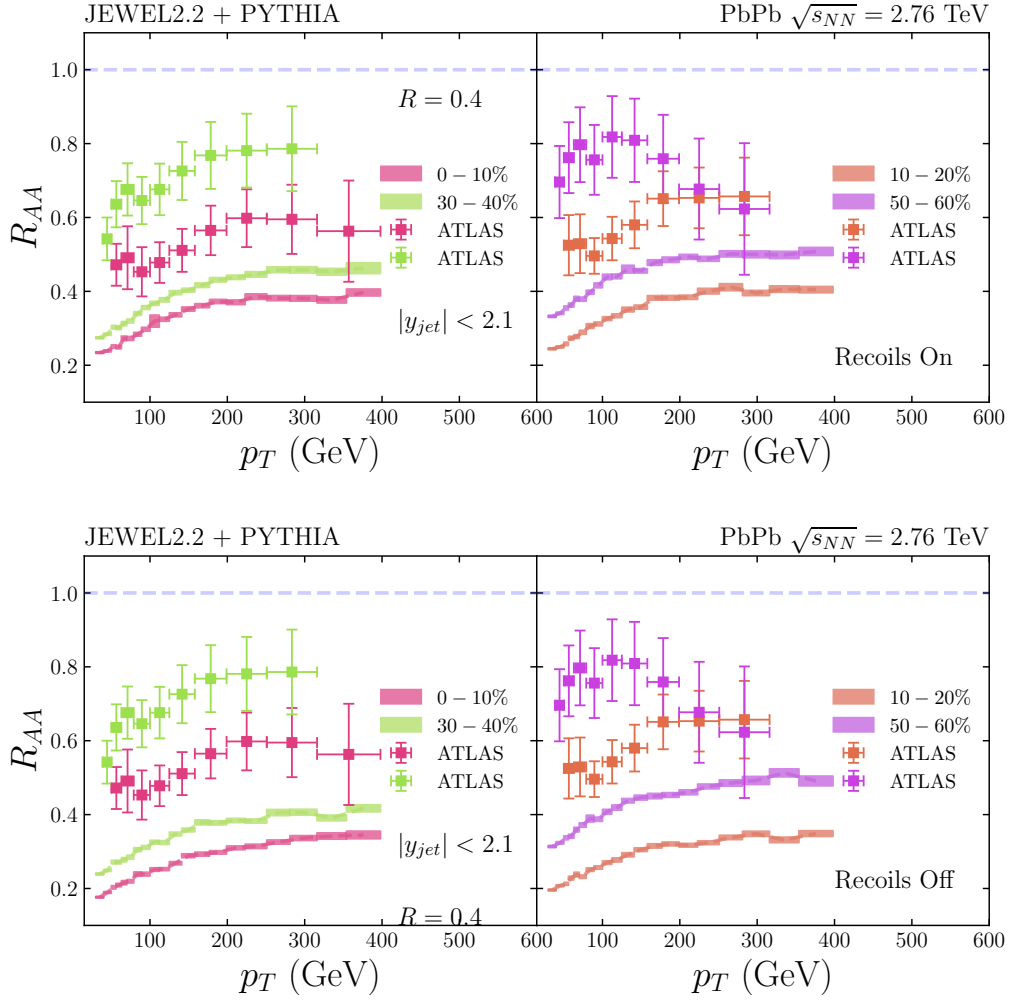 JEWEL2.2 + PYTHIA
PbPb √s_NN = 2.76 TeV
R_AA
1.0
0.8
0.6
0.4
0.2
R = 0.4
0 − 10%
30 − 40%
ATLAS
ATLAS
|y_jet| < 2.1
10 − 20%
50 − 60%
ATLAS
ATLAS
Recoils On
100 200 300 400 500 600 100 200 300 400 500 600
p_T (GeV) p_T (GeV)
JEWEL2.2 + PYTHIA
PbPb √s_NN = 2.76 TeV
R_AA
1.0
0.8
0.6
0.4
0.2
0 − 10%
30 − 40%
ATLAS
ATLAS
|y_jet| < 2.1
R = 0.4
10 − 20%
50 − 60%
ATLAS
ATLAS
Recoils Off
100 200 300 400 500 600 100 200 300 400 500 600
p_T (GeV) p_T (GeV)